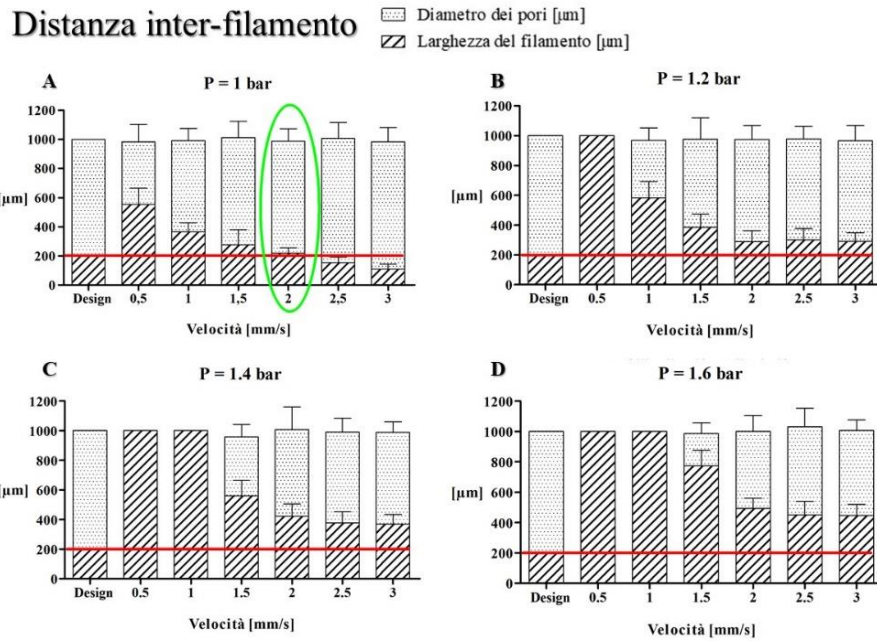 Distanza inter-filamento
Diametro dei pori [µm]
Larghezza del filamento [µm]
A
P = 1 bar
1200
1000
800
600
400
200
0
[µm]
Design 0,5 1 1,5 2 2,5 3
Velocità [mm/s]
B
P = 1.2 bar
1200
1000
800
600
400
200
0
[µm]
Design 0.5 1 1.5 2 2.5 3
Velocità [mm/s]
C
P = 1.4 bar
1200
1000
800
600
400
200
0
[µm]
Design 0.5 1 1.5 2 2.5 3
Velocità [mm/s]
D
P = 1.6 bar
1200
1000
800
600
400
200
0
[µm]
Design 0.5 1 1.5 2 2.5 3
Velocità [mm/s]